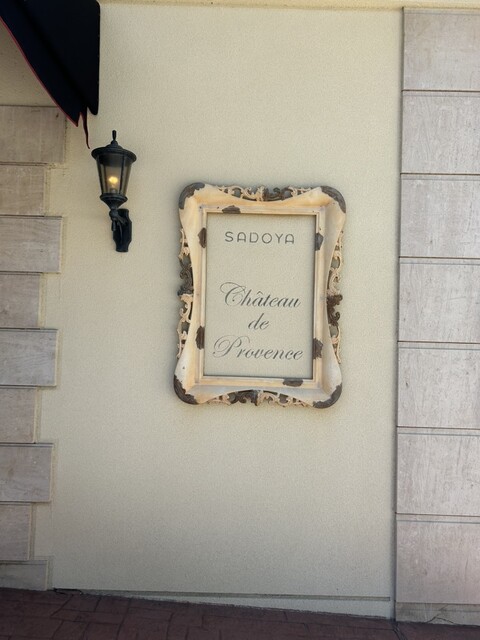 SADOYA
Château
de
Provence